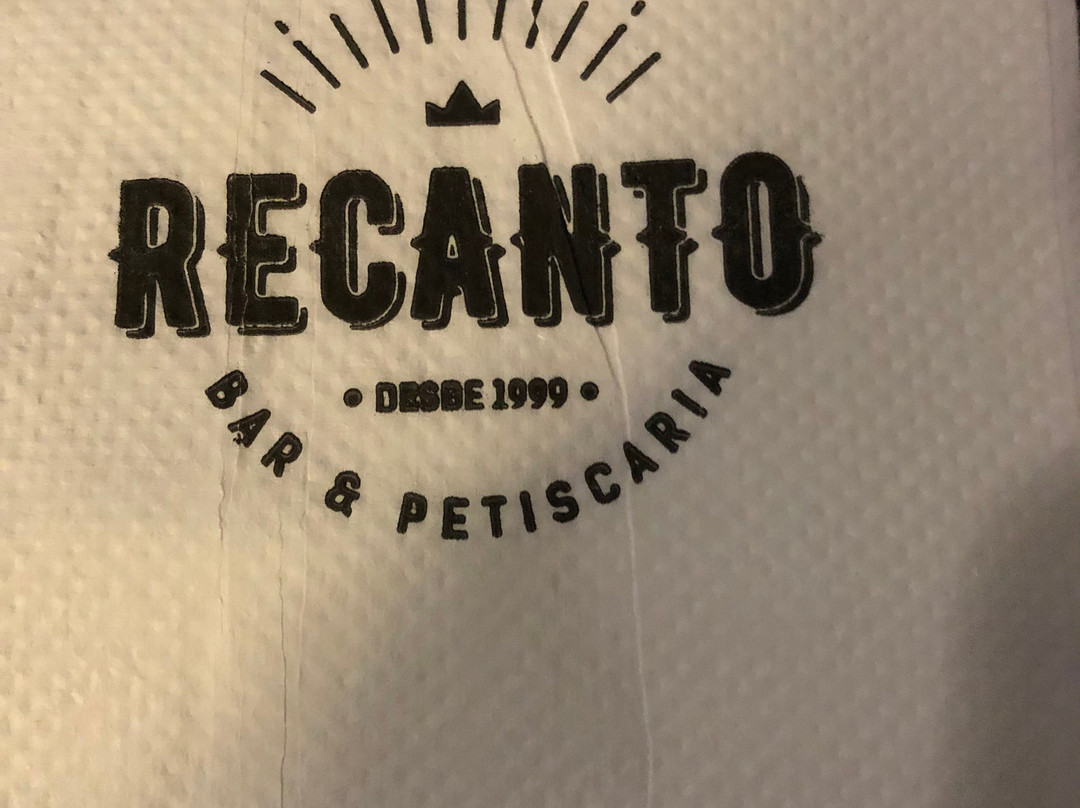 RECANTO
• DESDE 1999 •
BAR & PETISCARIA